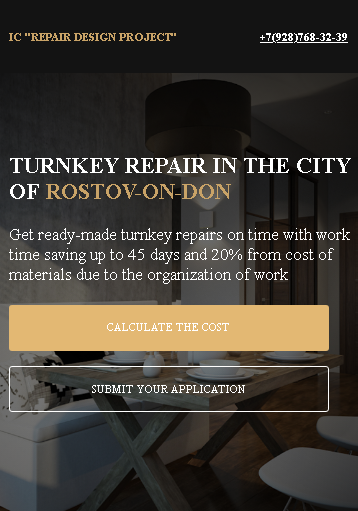 IC "REPAIR DESIGN PROJECT"
+7(928)768-32-39
TURNKEY REPAIR IN THE CITY
OF ROSTOV-ON-DON
Get ready-made turnkey repairs on time with work
time saving up to 45 days and 20% from cost of
materials due to the organization of work
CALCULATE THE COST
SUBMIT YOUR APPLICATION